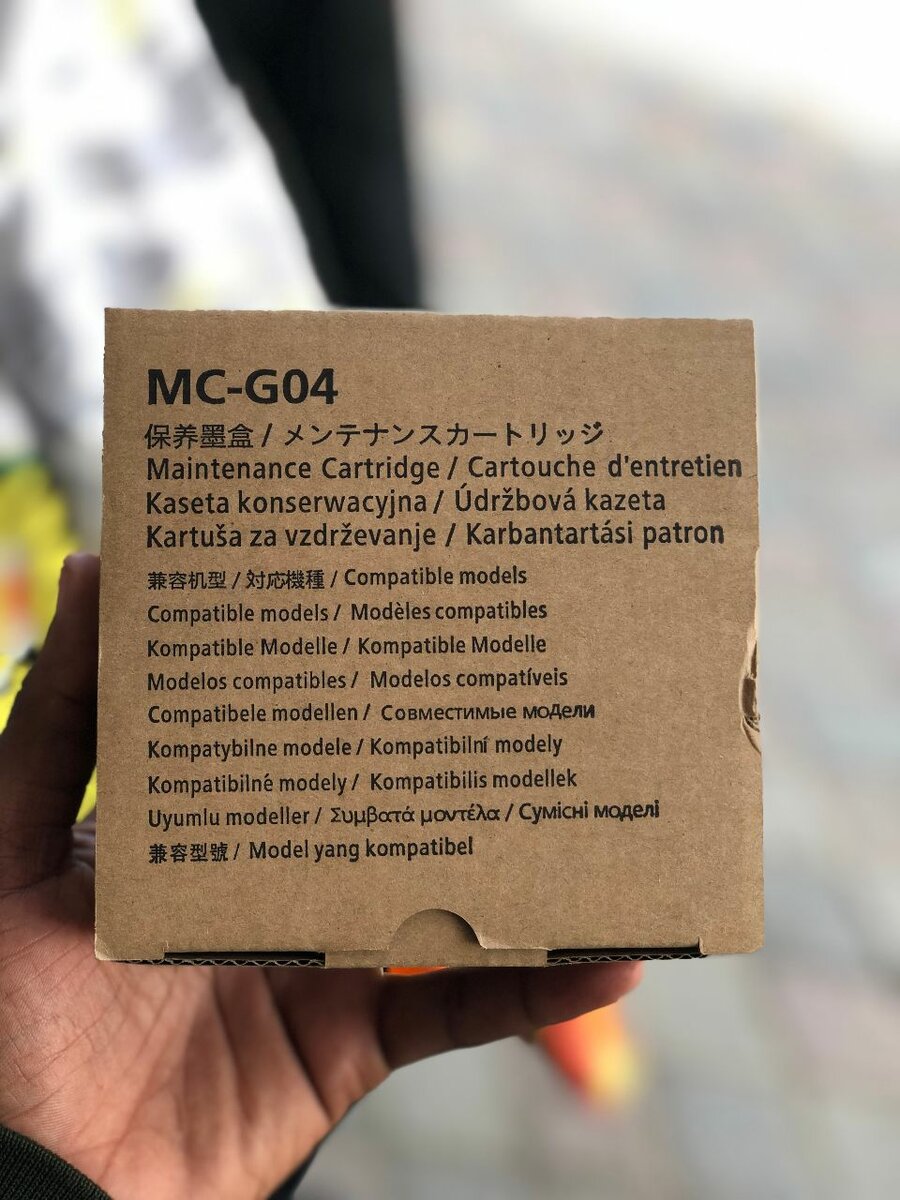 MC-G04
保养墨盒 / メンテナンスカートリッジ
Maintenance Cartridge / Cartouche d'entretien
Kaseta konserwacyjna / Údržbová kazeta
Kartuša za vzdrževanje / Karbantartási patron
兼容机型 / 対応機種 / Compatible models
Compatible models / Modèles compatibles
Kompatible Modelle / Kompatible Modelle
Modelos compatibles / Modelos compatíveis
Compatibele modellen / Совместимые модели
Kompatybilne modele / Kompatibilní modely
Kompatibilné modely / Kompatibilis modellek
Uyumlu modeller / Συμβατά μοντέλα / Сумісні моделі
兼容型號 / Model yang kompatibel